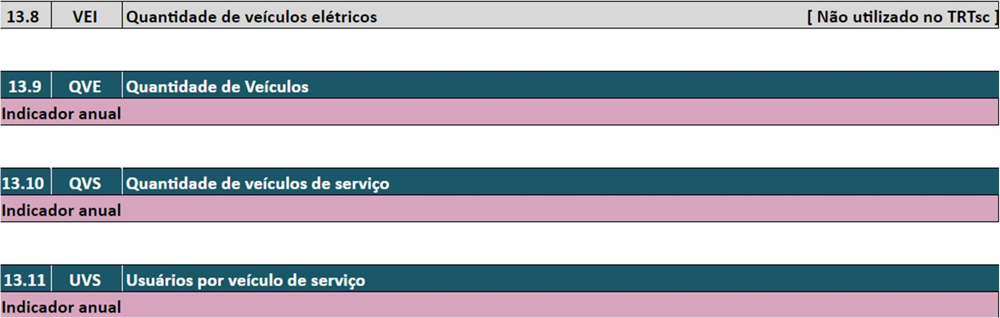 13.8 VEI Quantidade de veículos elétricos [ Não utilizado no TRTsc ]
13.9 QVE Quantidade de Veículos
Indicador anual
13.10 QVS Quantidade de veículos de serviço
Indicador anual
13.11 UVS Usuários por veículo de serviço
Indicador anual